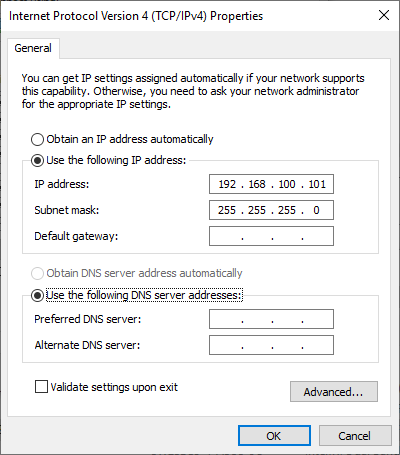 Internet Protocol Version 4 (TCP/IPv4) Properties
General
You can get IP settings assigned automatically if your network supports
this capability. Otherwise, you need to ask your network administrator
for the appropriate IP settings.
Obtain an IP address automatically
Use the following IP address:
IP address: 192 . 168 . 100 . 101
Subnet mask: 255 . 255 . 255 . 0
Default gateway: . . .
Obtain DNS server address automatically
Use the following DNS server addresses:
Preferred DNS server: . . .
Alternate DNS server: . . .
Validate settings upon exit
Advanced...
OK Cancel